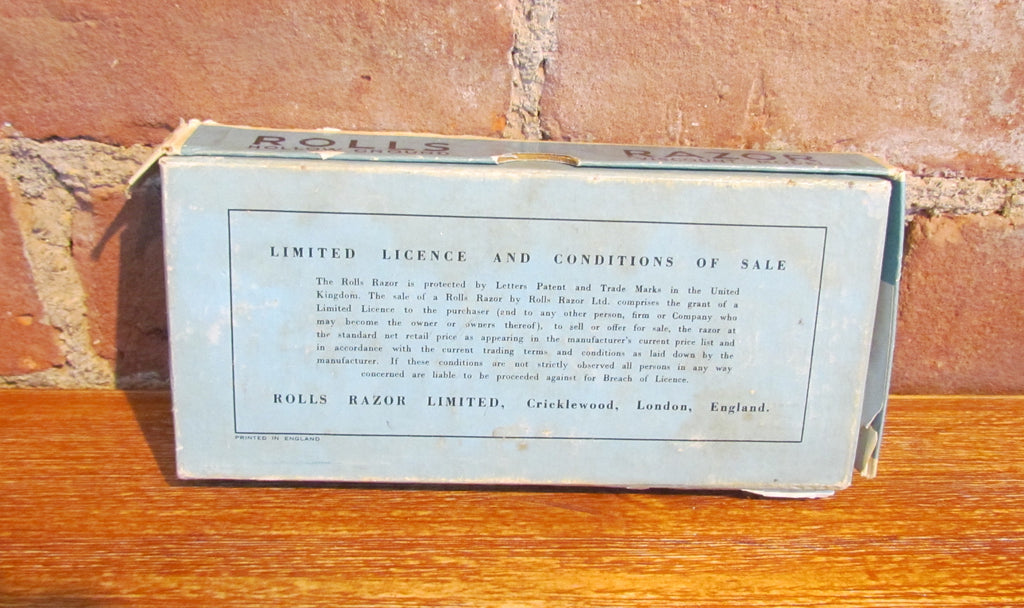 ROLLS RAZOR
LIMITED LICENCE AND CONDITIONS OF SALE
The Rolls Razor is protected by Letters Patent and Trade Marks in the United
Kingdom. The sale of a Rolls Razor by Rolls Razor Ltd. comprises the grant of a
Limited Licence to the purchaser (and to any other person, firm or Company who
may become the owner or owners thereof), to sell or offer for sale, the razor at
the standard net retail price as appearing in the manufacturer's current price list and
in accordance with the current trading terms and conditions as laid down by the
manufacturer. If these conditions are not strictly observed all persons in any way
concerned are liable to be proceeded against for Breach of Licence.
ROLLS RAZOR LIMITED, Cricklewood, London, England.
PRINTED IN ENGLAND